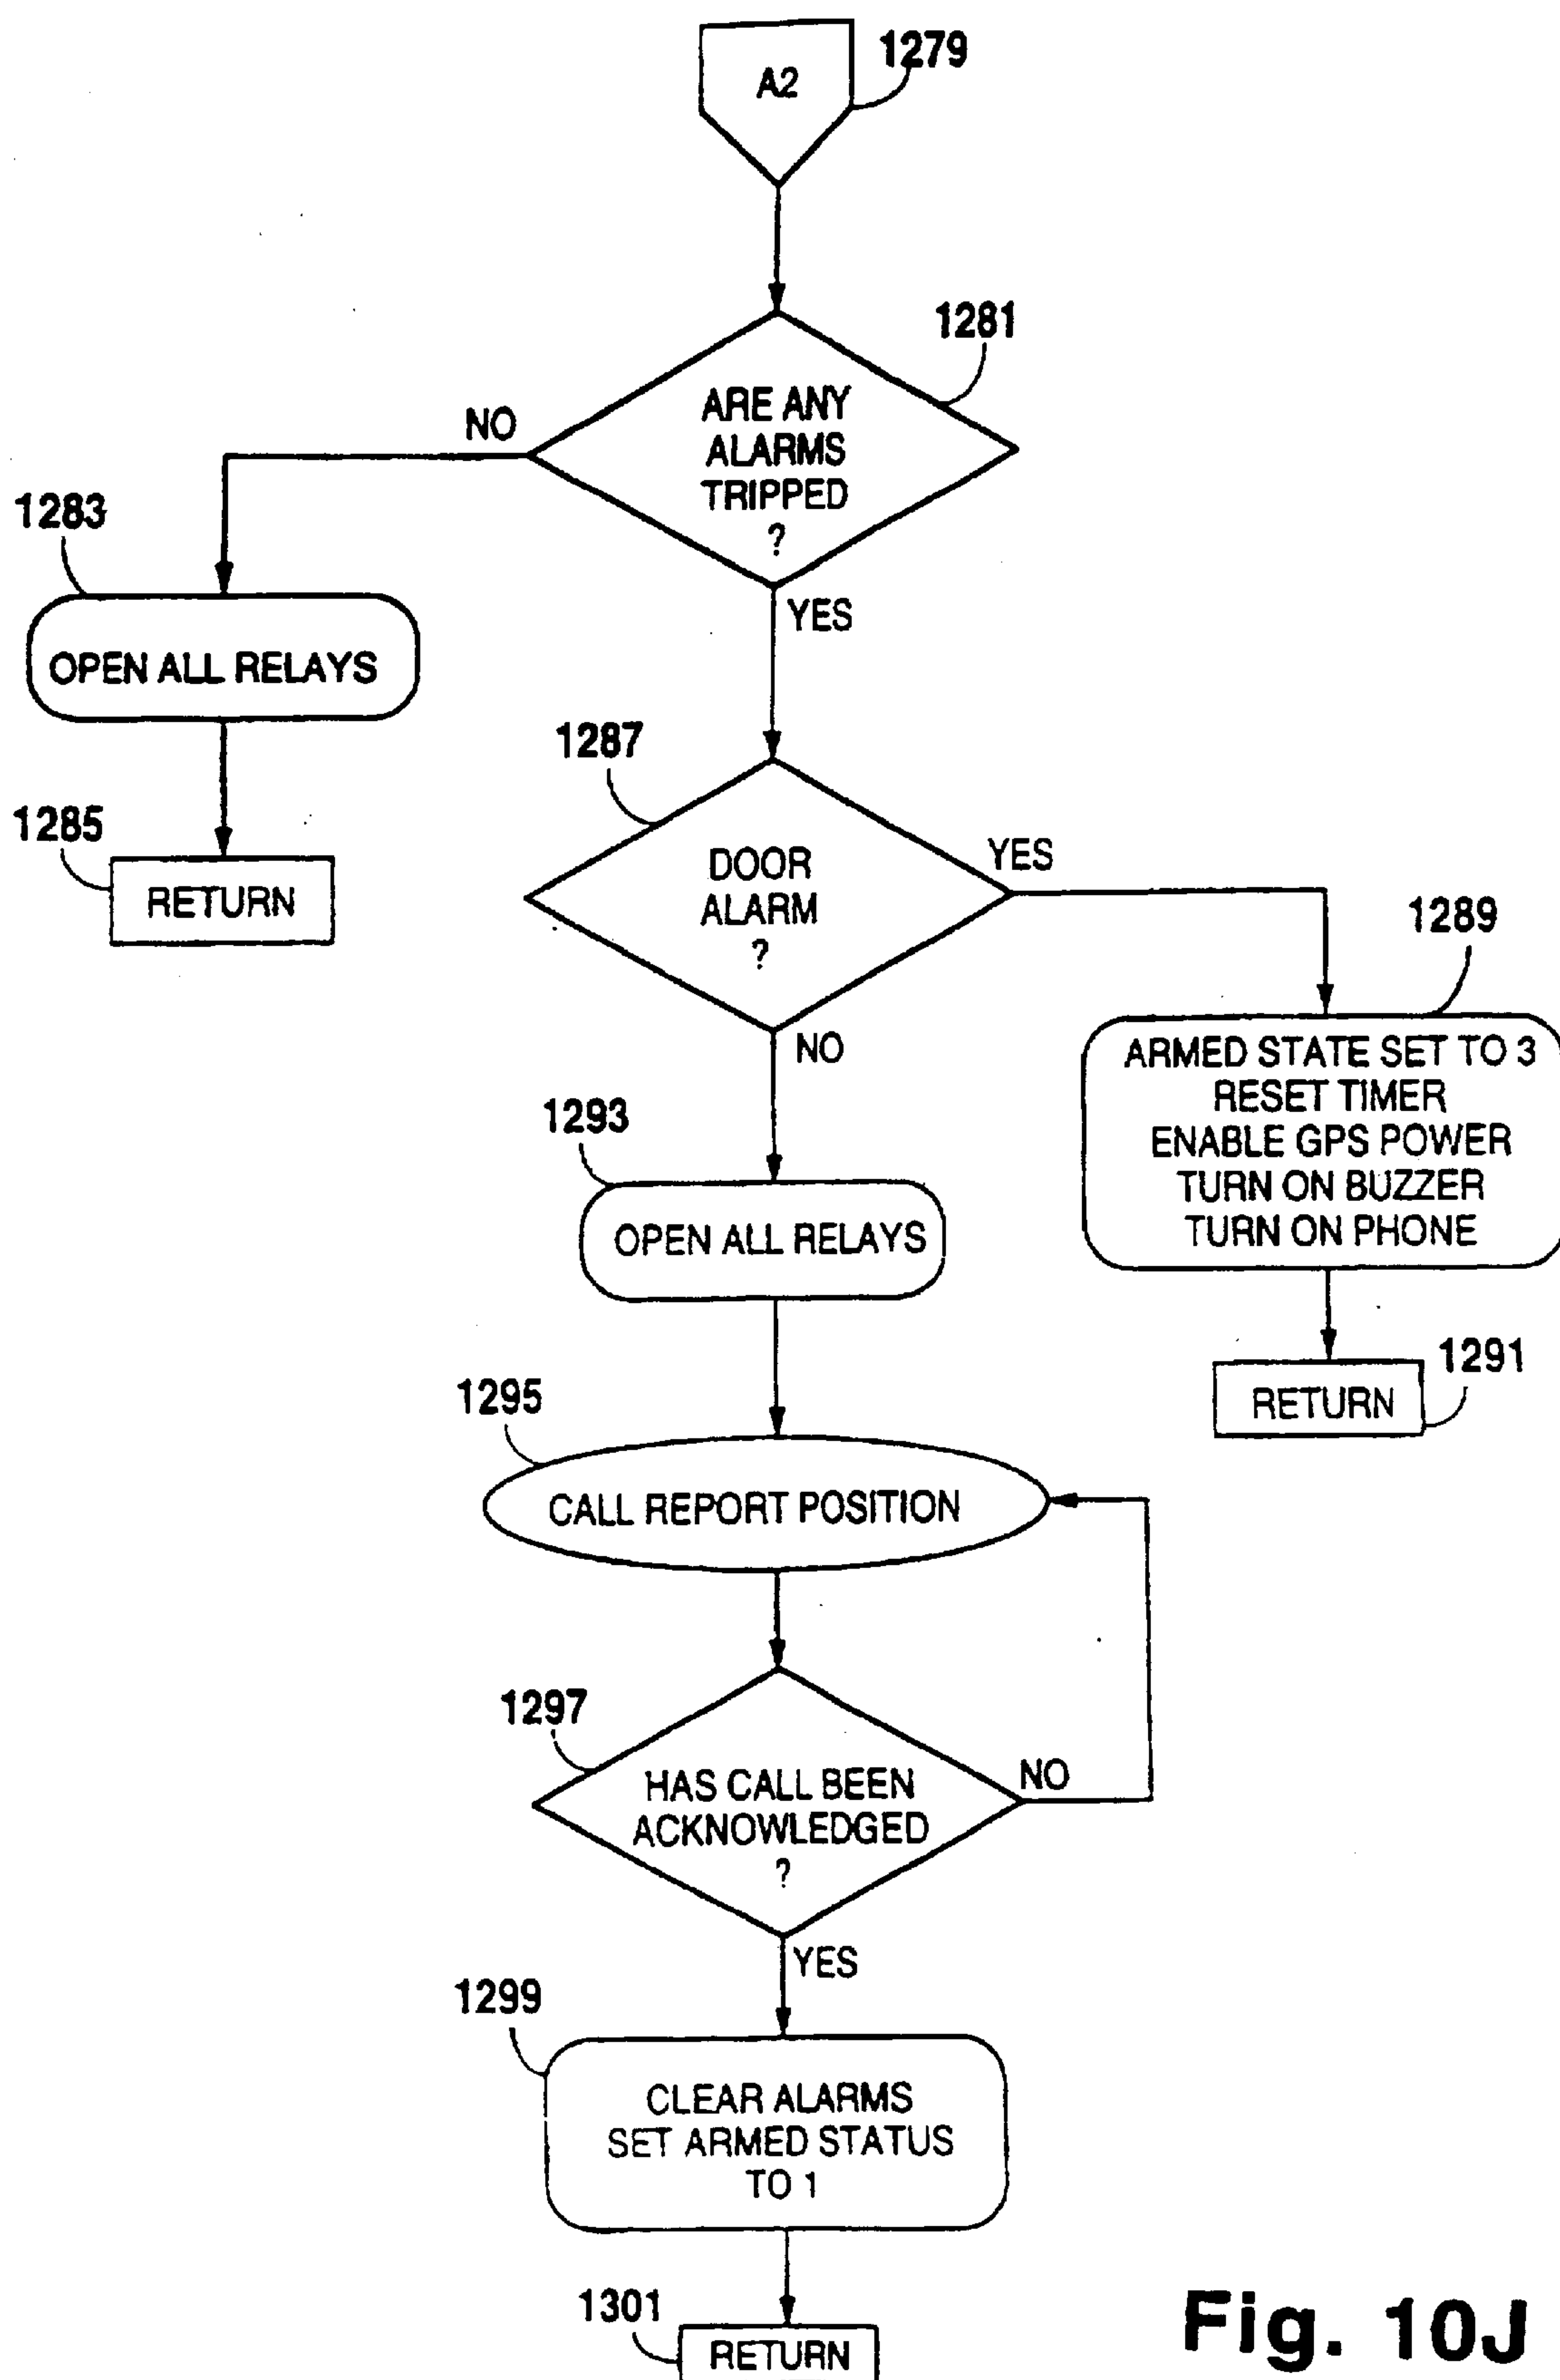 A2
1279
1281
ARE ANY
ALARMS
TRIPPED
?
NO
YES
1283
OPEN ALL RELAYS
1285
RETURN
1287
DOOR
ALARM
?
YES
NO
1289
ARMED STATE SET TO 3
RESET TIMER
ENABLE GPS POWER
TURN ON BUZZER
TURN ON PHONE
1291
RETURN
1293
OPEN ALL RELAYS
1295
CALL REPORT POSITION
1297
HAS CALL BEEN
ACKNOWLEDGED
?
NO
YES
1299
CLEAR ALARMS
SET ARMED STATUS
TO 1
1301
RETURN
Fig. 10J